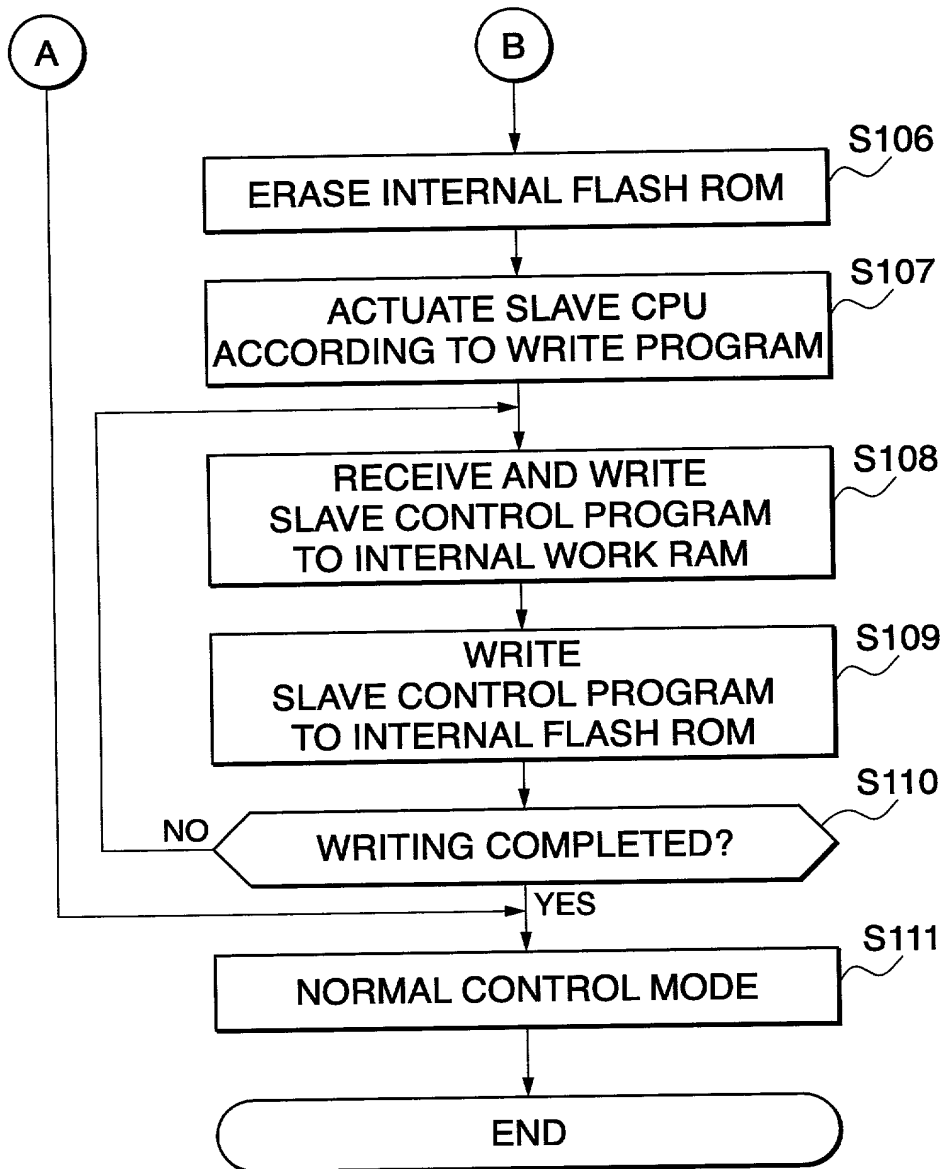 A
B
S106
ERASE INTERNAL FLASH ROM
S107
ACTUATE SLAVE CPU
ACCORDING TO WRITE PROGRAM
S108
RECEIVE AND WRITE
SLAVE CONTROL PROGRAM
TO INTERNAL WORK RAM
S109
WRITE
SLAVE CONTROL PROGRAM
TO INTERNAL FLASH ROM
S110
NO
WRITING COMPLETED?
YES
S111
NORMAL CONTROL MODE
END